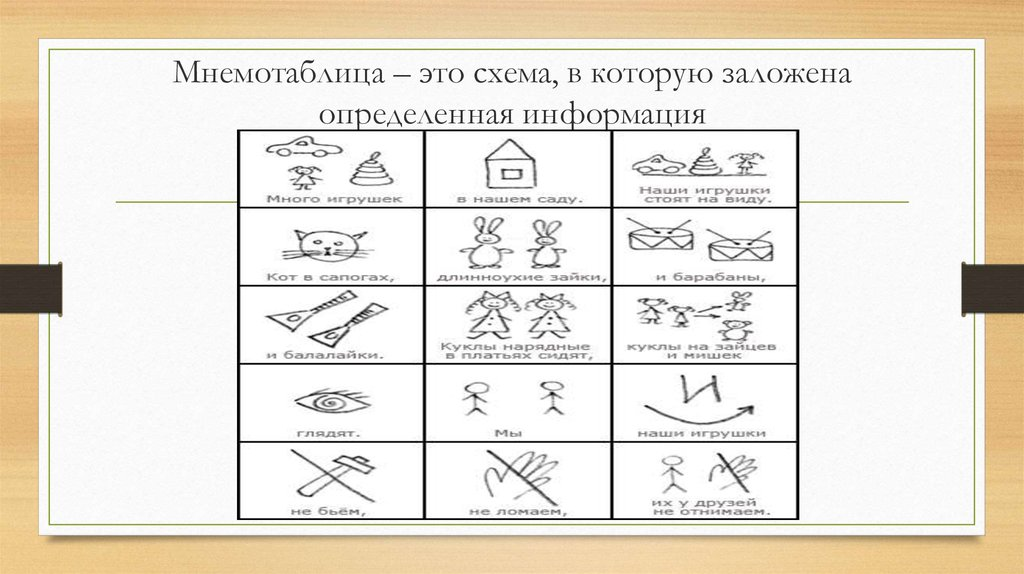 Мнемотаблица – это схема, в которую заложена
определенная информация
Много игрушек
в нашем саду.
Наши игрушки
стоят на виду.
Кот в сапогах,
длинноухие зайки,
и барабаны,
и балалайки.
Куклы нарядные
в платьях сидят,
куклы на зайцев
и мишек
глядят.
Мы
И
наши игрушки
не бьём,
не ломаем,
их у друзей
не отнимаем.